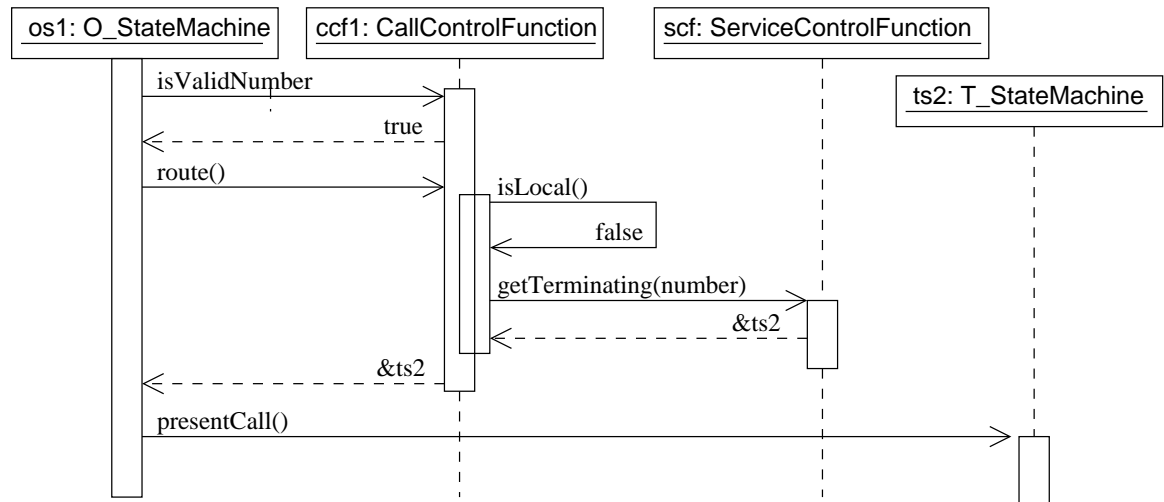 os1: O_StateMachine
ccf1: CallControlFunction
scf: ServiceControlFunction
isValidNumber
ts2: T_StateMachine
true
route()
isLocal()
false
getTerminating(number)
&ts2
&ts2
presentCall()